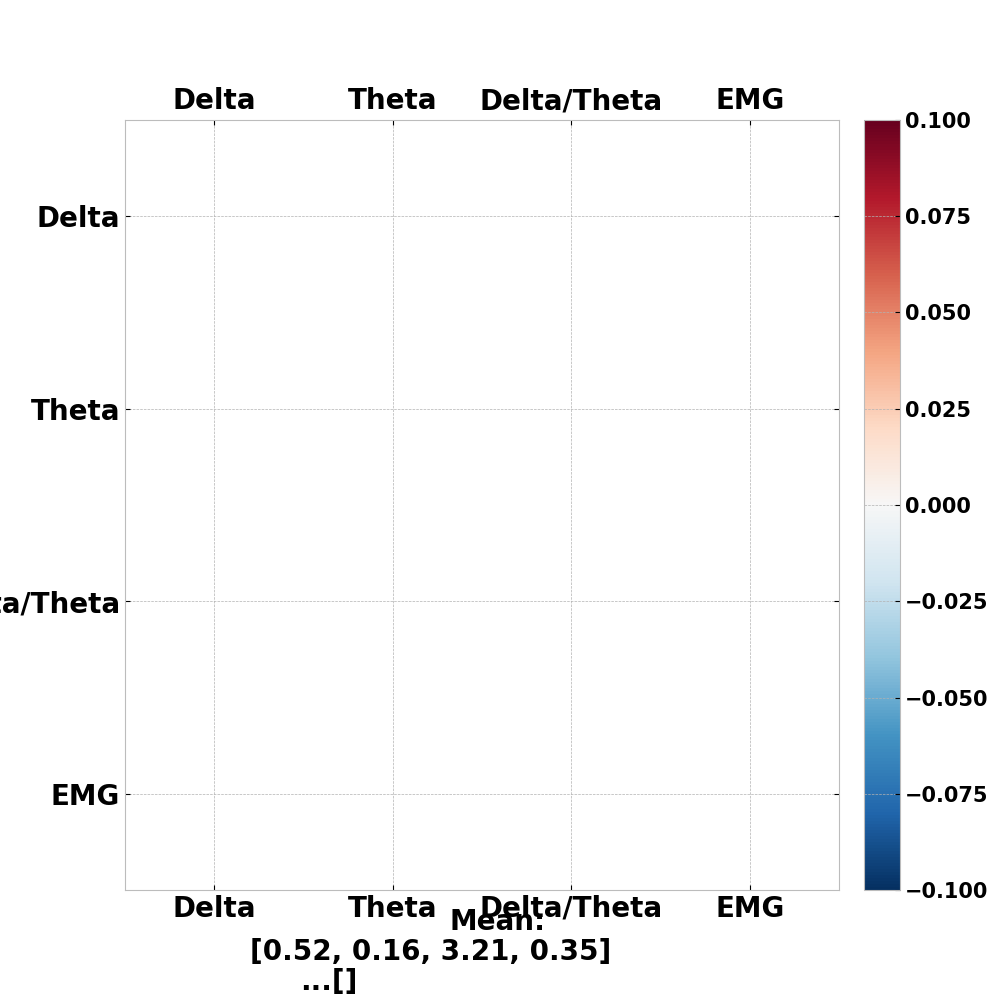 Delta Theta Delta/Theta EMG
Delta
Theta
ta/Theta
EMG
0.100
0.075
0.050
0.025
0.000
−0.025
−0.050
−0.075
−0.100
Delta Theta Delta/Theta EMG
Mean:
[0.52, 0.16, 3.21, 0.35]
...[]